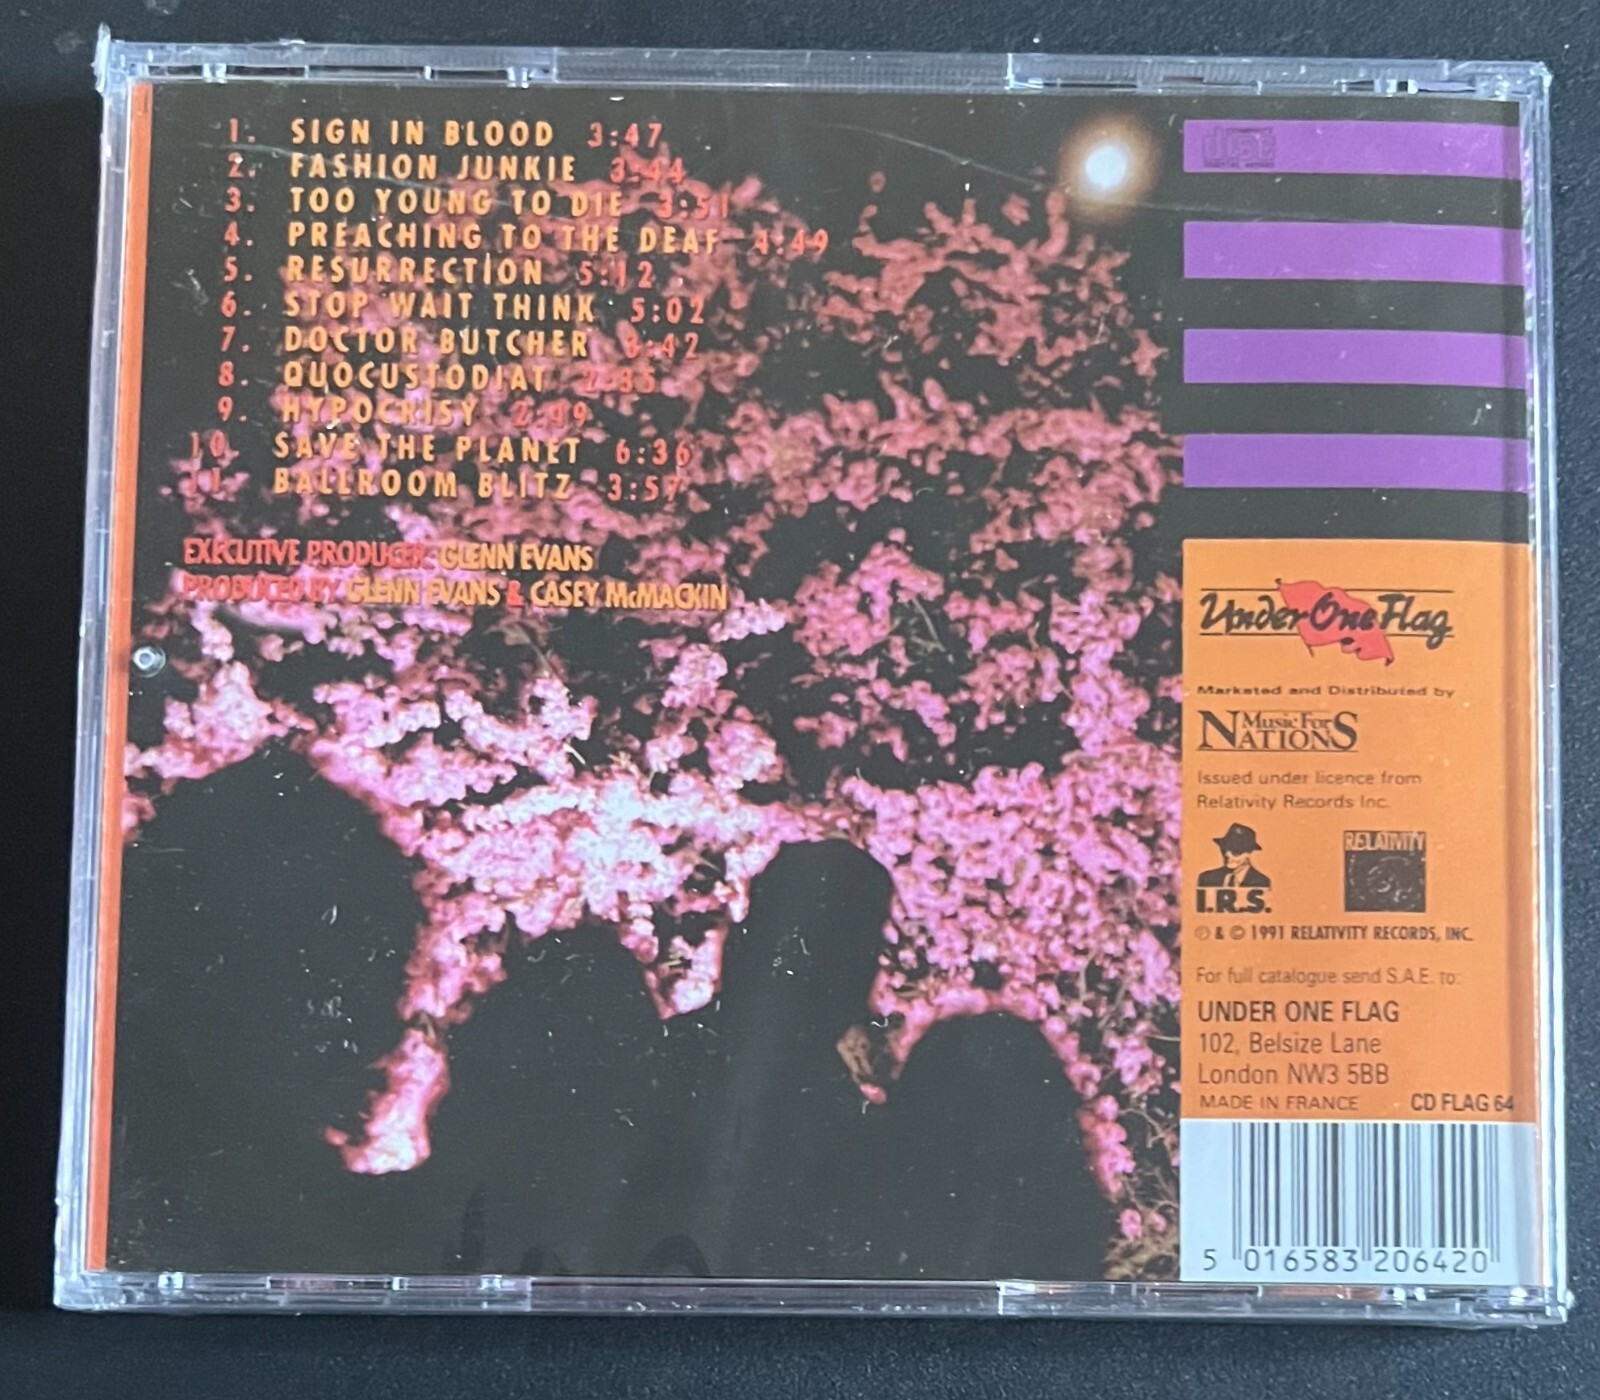 1. SIGN IN BLOOD 3:47
2. FASHION JUNKIE 3:44
3. TOO YOUNG TO DIE 3:51
4. PREACHING TO THE DEAF 4:49
5. RESURRECTION 5:12
6. STOP WAIT THINK 5:02
7. DOCTOR BUTCHER 3:42
8. QUOCUSTODIAT
9. HYPOCRISY 2:49
10. SAVE THE PLANET 6:36
11. BALLROOM BLITZ 3:57
EXECUTIVE PRODUCER: GLENN EVANS
PRODUCED BY GLENN EVANS & CASEY McMACKIN
disc
Under One Flag
Marketed and Distributed by
Music For NATIONS
Issued under licence from
Relativity Records Inc.
I.R.S.
RELATIVITY
℗ & © 1991 RELATIVITY RECORDS, INC.
For full catalogue send S.A.E. to:
UNDER ONE FLAG
102, Belsize Lane
London NW3 5BB
MADE IN FRANCE CD FLAG 64
5 016583 206420